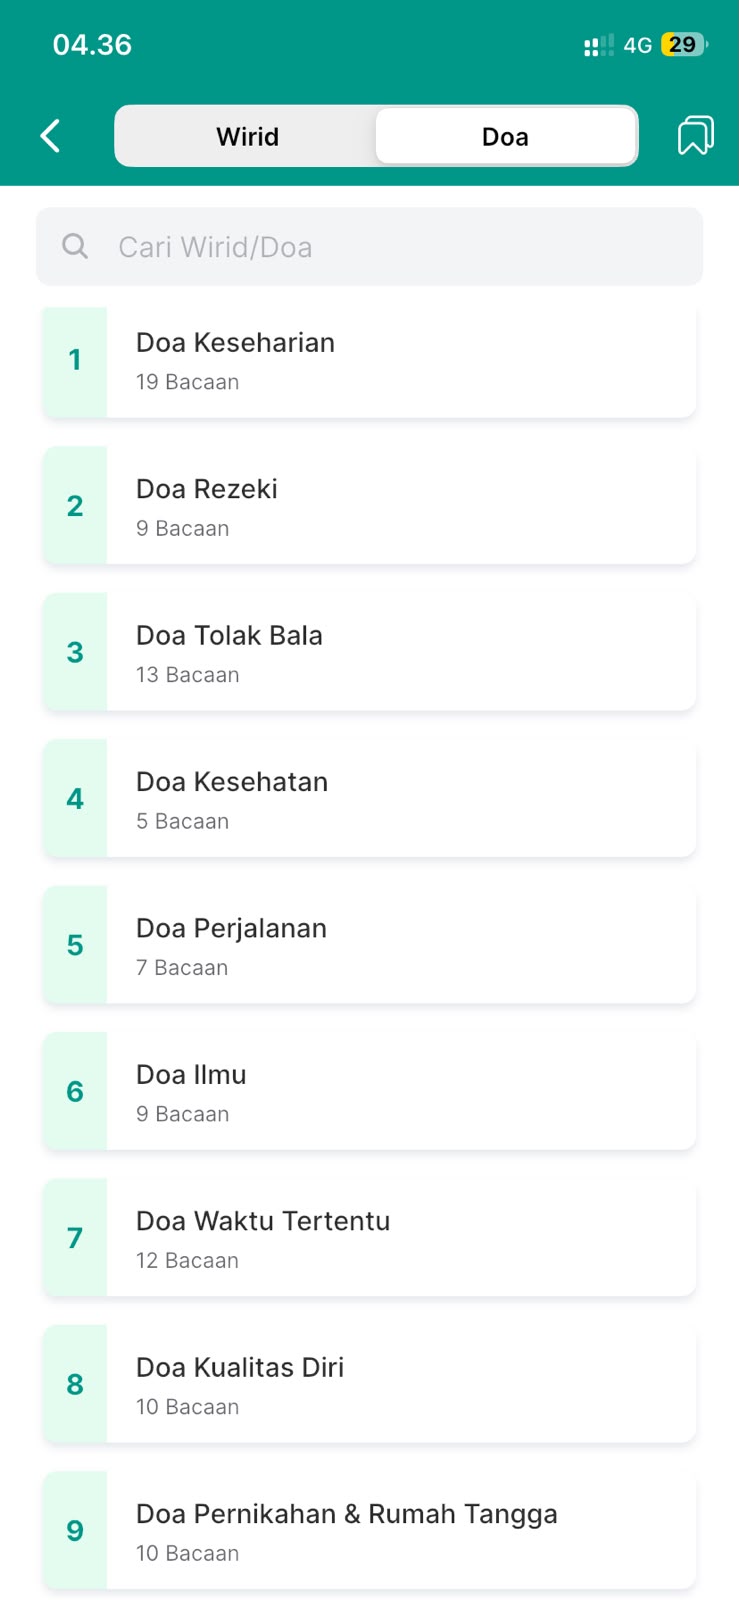 04.36
4G 29
Wirid Doa
Cari Wirid/Doa
1
Doa Keseharian
19 Bacaan
2
Doa Rezeki
9 Bacaan
3
Doa Tolak Bala
13 Bacaan
4
Doa Kesehatan
5 Bacaan
5
Doa Perjalanan
7 Bacaan
6
Doa Ilmu
9 Bacaan
7
Doa Waktu Tertentu
12 Bacaan
8
Doa Kualitas Diri
10 Bacaan
9
Doa Pernikahan & Rumah Tangga
10 Bacaan